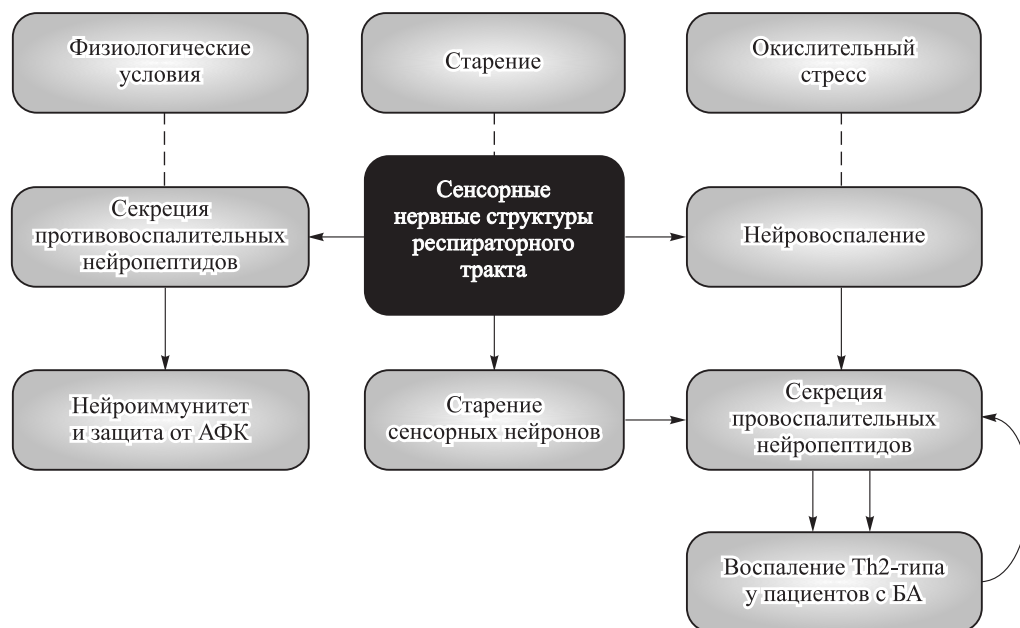 Физиологические
условия
Старение
Окислительный
стресс
Секреция
противовоспалительных
нейропептидов
Сенсорные
нервные структуры
респираторного
тракта
Нейровоспаление
Нейроиммунитет
и защита от АФК
Старение
сенсорных нейронов
Секреция
провоспалительных
нейропептидов
Воспаление Th2-типа
у пациентов с БА